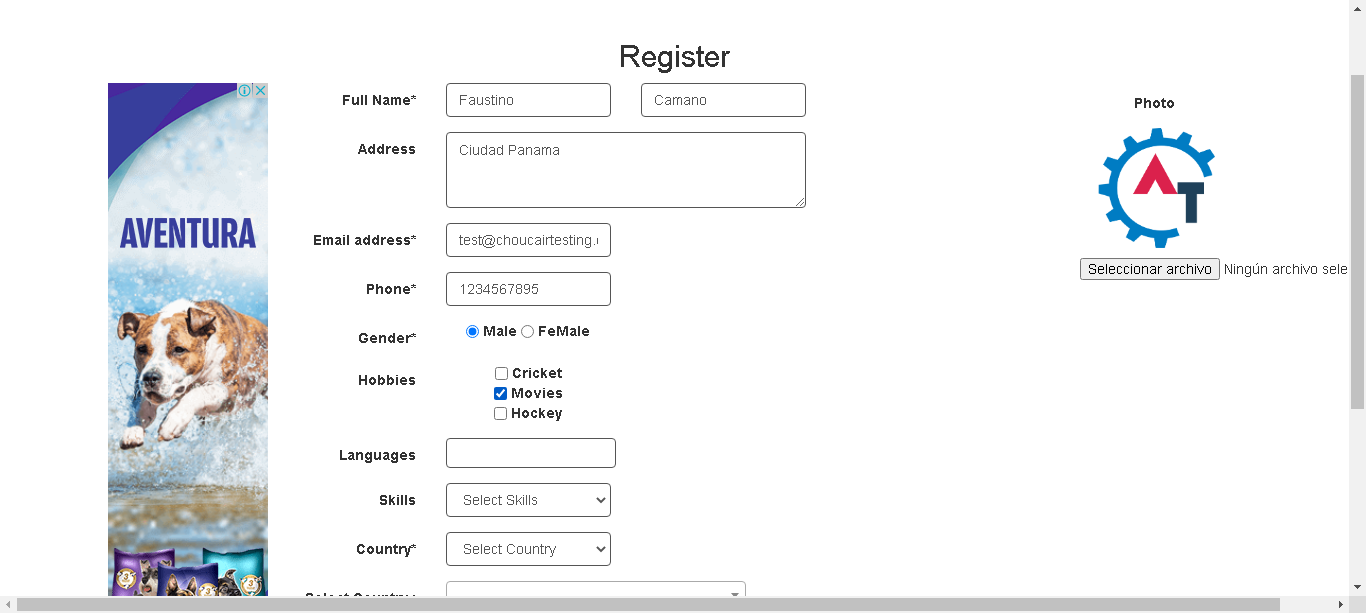 Register
AVENTURA
Full Name* Faustino Camano
Address Ciudad Panama
Email address* test@choucairtesting.
Phone* 1234567895
Gender* Male FeMale
Hobbies Cricket
Movies
Hockey
Languages
Skills Select Skills
Country* Select Country
Select Country:
Photo
AT
Seleccionar archivo Ningún archivo sele